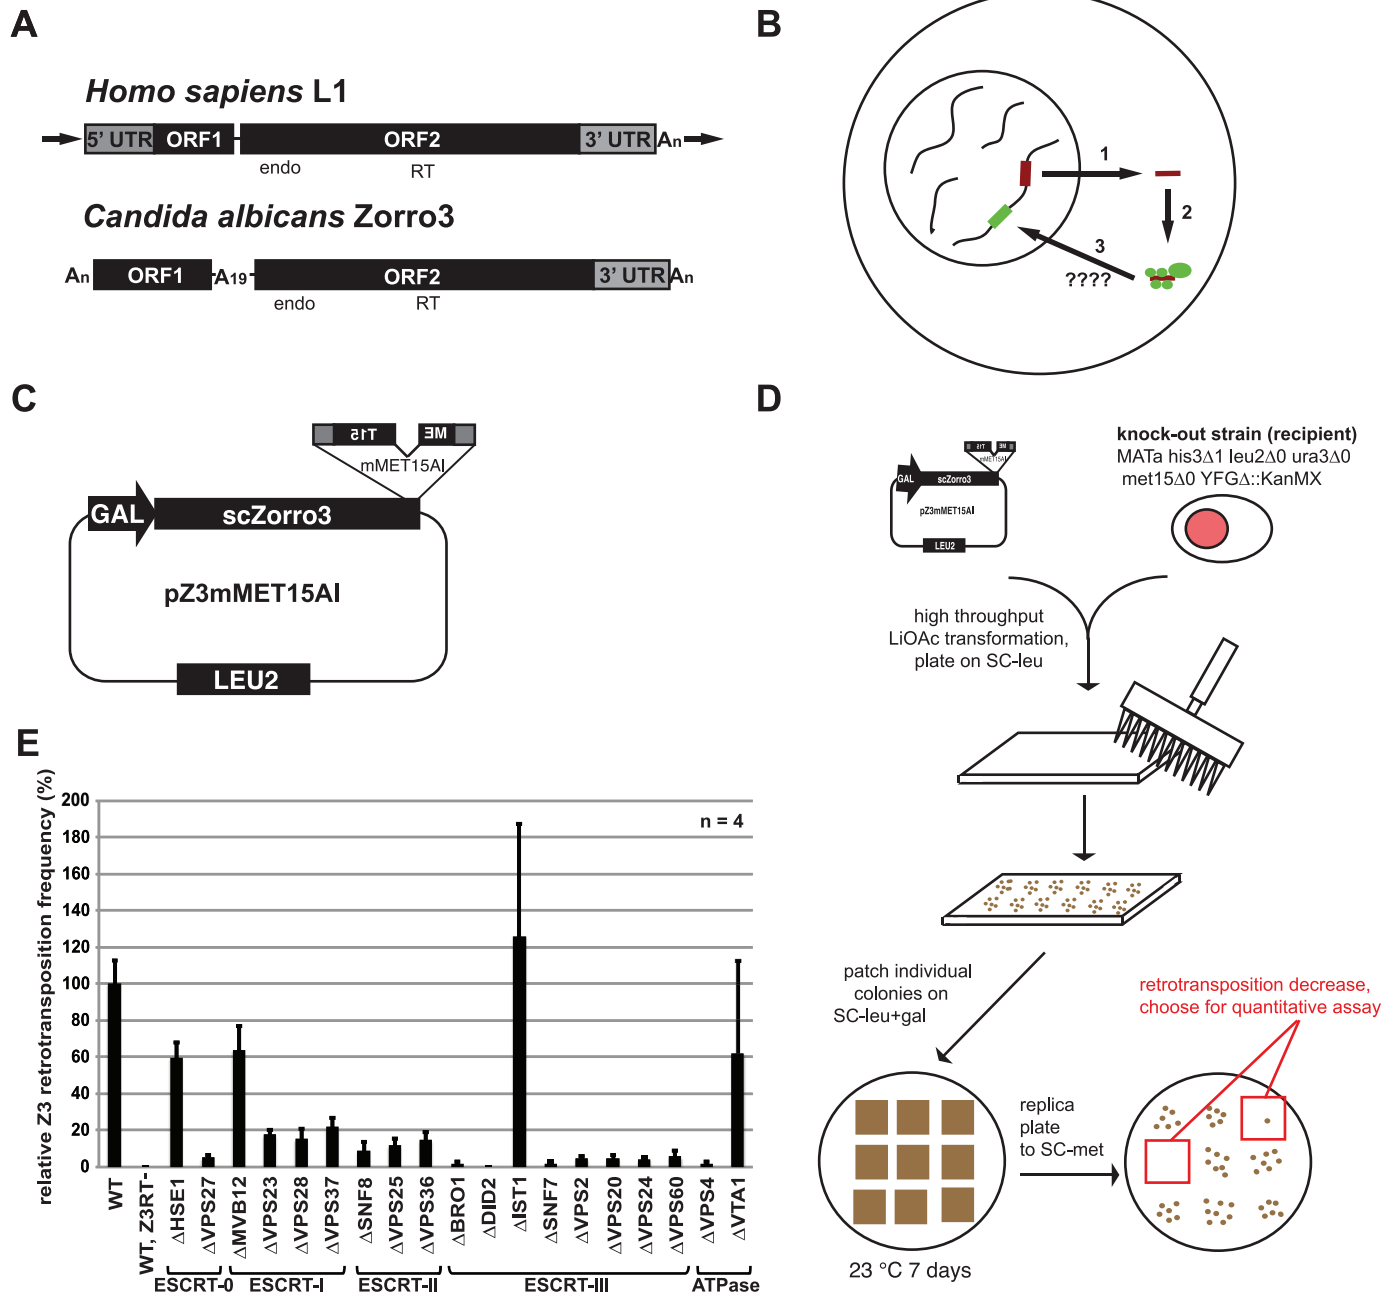 A
Homo sapiens L1
5' UTR ORF1 ORF2 3' UTR An
endo RT
Candida albicans Zorro3
An ORF1 A19 ORF2 3' UTR An
endo RT
B
1
2
3
????
C
T15 ME
mMET15AI
GAL scZorro3
pZ3mMET15AI
LEU2
D
T15 ME
mMET15AI
GAL scZorro3
pZ3mMET15AI
LEU2
knock-out strain (recipient)
MATa his3Δ1 leu2Δ0 ura3Δ0
met15Δ0 YFGΔ::KanMX
high throughput
LiOAc transformation,
plate on SC-leu
patch individual
colonies on
SC-leu+gal
retrotransposition decrease,
choose for quantitative assay
replica
plate
to SC-met
23 °C 7 days
E
relative Z3 retrotransposition frequency (%)
200
180
160
140
120
100
80
60
40
20
0
n = 4
WT
WT, Z3RT-
ΔHSE1
ΔVPS27
ΔMVB12
ΔVPS23
ΔVPS28
ΔVPS37
ΔSNF8
ΔVPS25
ΔVPS36
ΔBRO1
ΔDID2
ΔIST1
ΔSNF7
ΔVPS2
ΔVPS20
ΔVPS24
ΔVPS60
ΔVPS4
ΔVTA1
ESCRT-0 ESCRT-I ESCRT-II ESCRT-III ATPase